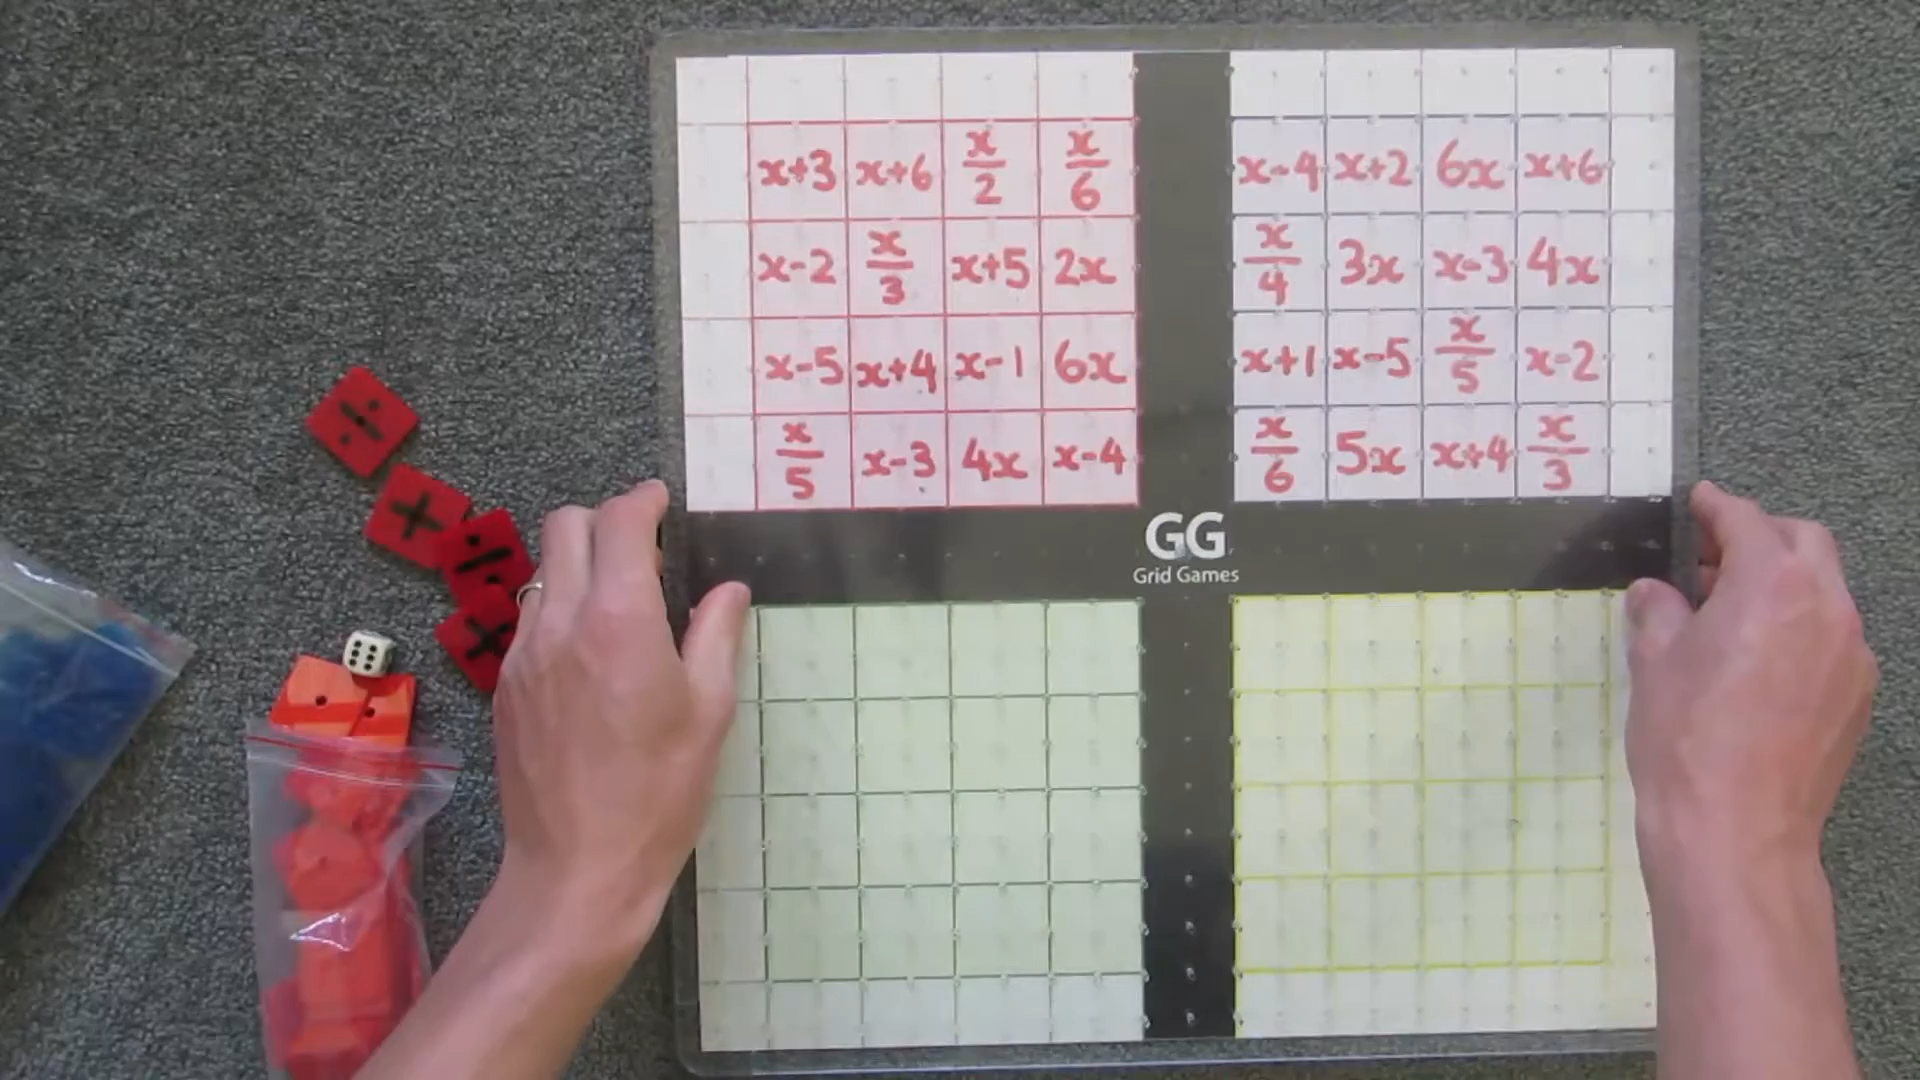 x+3 x+6 x/2 x/6
x-2 x/3 x+5 2x
x-5 x+4 x-1 6x
x/5 x-3 4x x-4
x-4 x+2 6x x+6
x/4 3x x-3 4x
x+1 x-5 x/5 x-2
x/6 5x x+4 x/3
GG
Grid Games
÷
+
÷